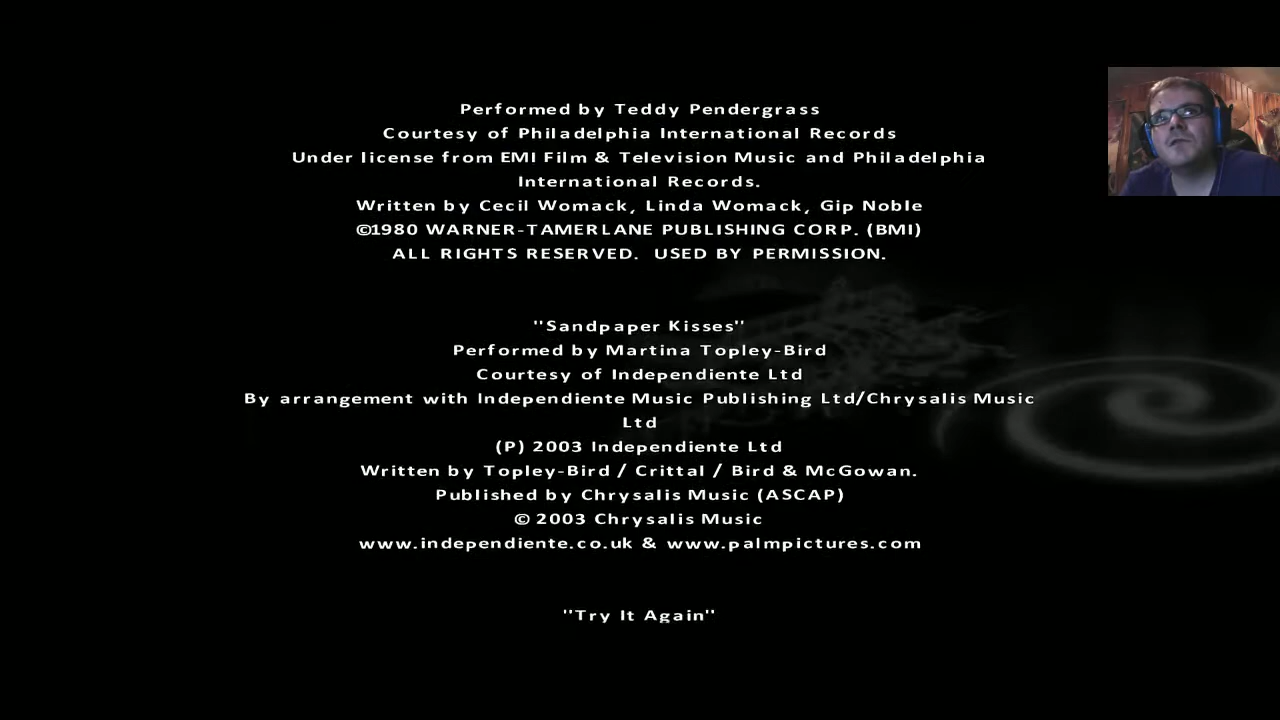 Performed by Teddy Pendergrass
Courtesy of Philadelphia International Records
Under license from EMI Film & Television Music and Philadelphia
International Records.
Written by Cecil Womack, Linda Womack, Gip Noble
©1980 WARNER-TAMERLANE PUBLISHING CORP. (BMI)
ALL RIGHTS RESERVED.  USED BY PERMISSION.
"Sandpaper Kisses"
Performed by Martina Topley-Bird
Courtesy of Independiente Ltd
By arrangement with Independiente Music Publishing Ltd/Chrysalis Music
Ltd
(P) 2003 Independiente Ltd
Written by Topley-Bird / Crittal / Bird & McGowan.
Published by Chrysalis Music (ASCAP)
© 2003 Chrysalis Music
www.independiente.co.uk & www.palmpictures.com
"Try It Again"